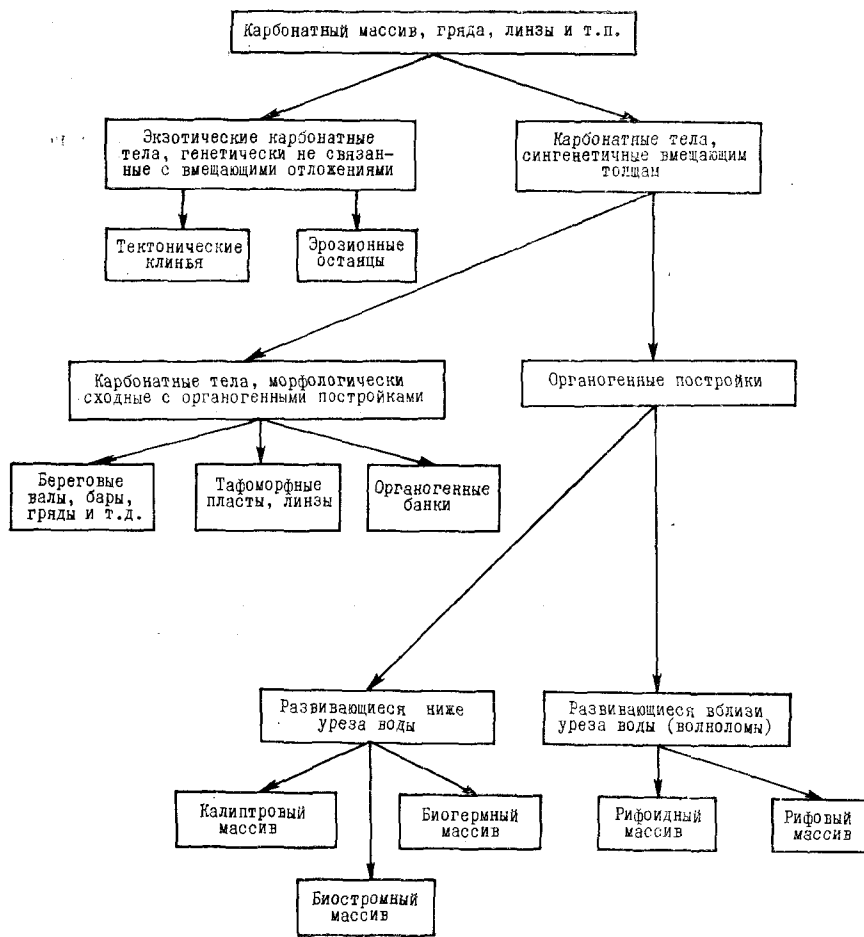 Карбонатный массив, гряда, линзы и т.п.
Экзотические карбонатные
тела, генетически не связан-
ные с вмещающими отложениями
Карбонатные тела,
сингенетичные вмещающим
толщам
Тектонические
клинья
Эрозионные
останцы
Карбонатные тела, морфологически
сходные с органогенными постройками
Органогенные постройки
Береговые
валы, бары,
гряды и т.д.
Тафоморфные
пласты, линзы
Органогенные
банки
Развивающиеся ниже
уреза воды
Развивающиеся вблизи
уреза воды (волноломы)
Калиптровый
массив
Биогермный
массив
Рифоидный
массив
Рифовый
массив
Биостромный
массив